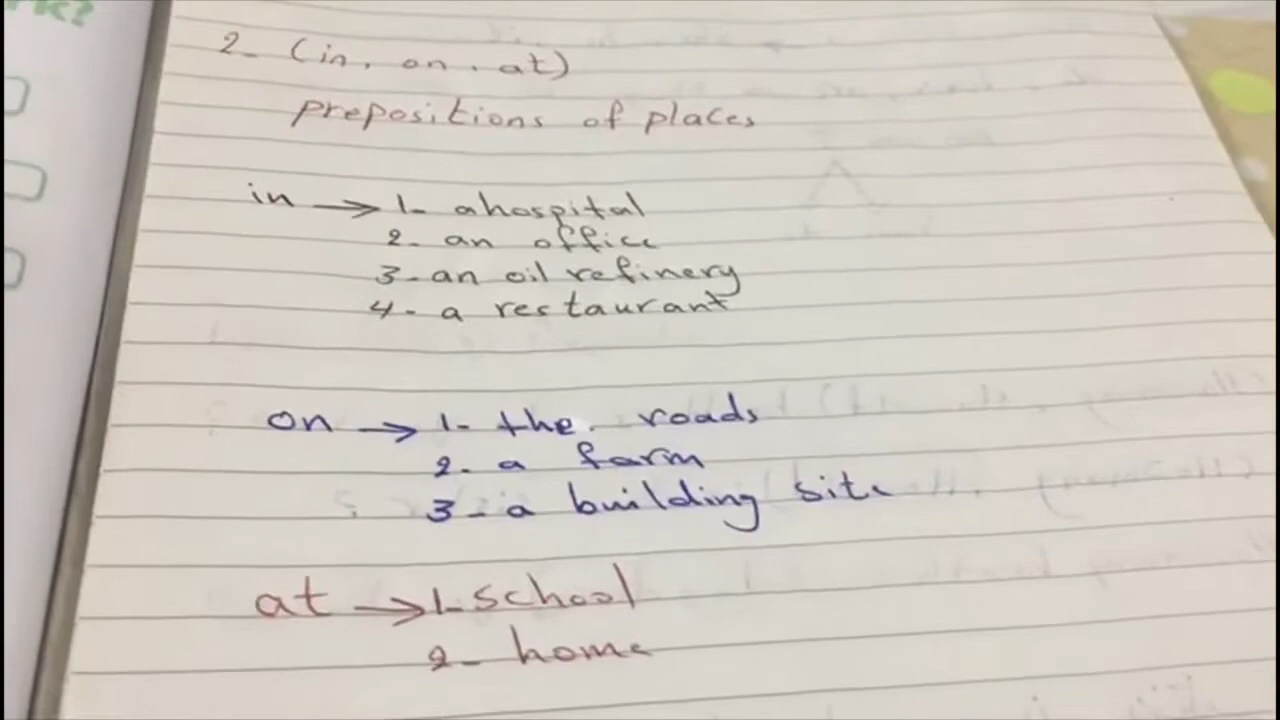 2- (in, on, at)
prepositions of places
in → 1- ahospital
2- an office
3- an oil refinery
4- a restaurant
on → 1- the roads
2- a farm
3- a building site
at → 1- school
2- home